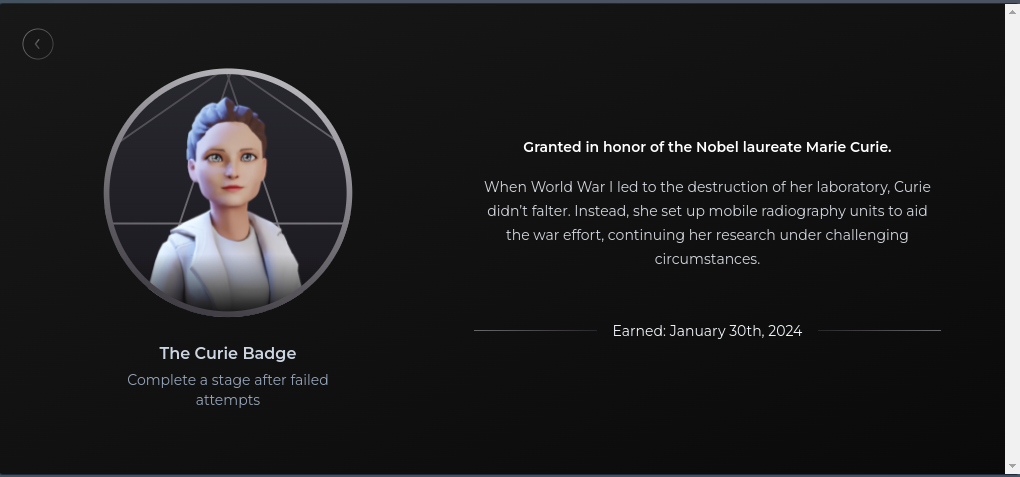 The Curie Badge
Complete a stage after failed
attempts
Granted in honor of the Nobel laureate Marie Curie.
When World War I led to the destruction of her laboratory, Curie
didn’t falter. Instead, she set up mobile radiography units to aid
the war effort, continuing her research under challenging
circumstances.
Earned: January 30th, 2024